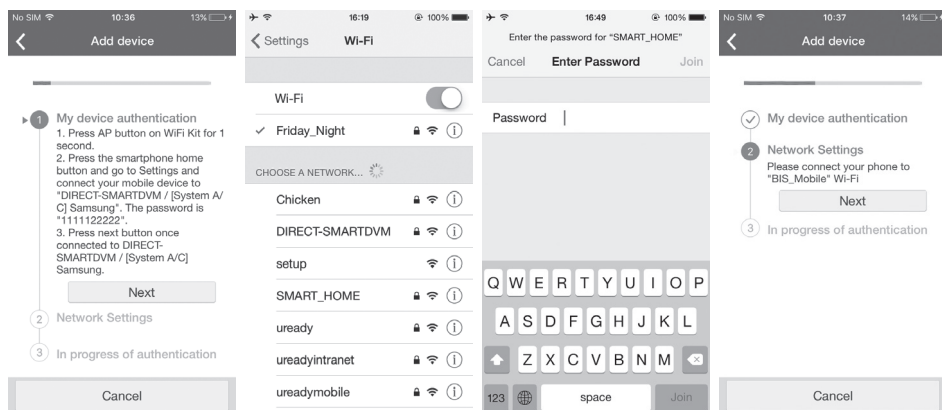 No SIM 10:36 13%
Add device
1 My device authentication
1. Press AP button on WiFi Kit for 1
second.
2. Press the smartphone home
button and go to Settings and
connect your mobile device to
"DIRECT-SMARTDVM / [System A/
C] Samsung". The password is
"1111122222".
3. Press next button once
connected to DIRECT-
SMARTDVM / [System A/C]
Samsung.
Next
2 Network Settings
3 In progress of authentication
Cancel
16:19 100%
Settings Wi-Fi
Wi-Fi
Friday_Night
CHOOSE A NETWORK...
Chicken
DIRECT-SMARTDVM
setup
SMART_HOME
uready
ureadyintranet
ureadymobile
16:49 100%
Enter the password for "SMART_HOME"
Cancel Enter Password Join
Password
Q W E R T Y U I O P
A S D F G H J K L
Z X C V B N M
123 space Join
No SIM 10:37 14%
Add device
My device authentication
2 Network Settings
Please connect your phone to
"BIS_Mobile" Wi-Fi
Next
3 In progress of authentication
Cancel